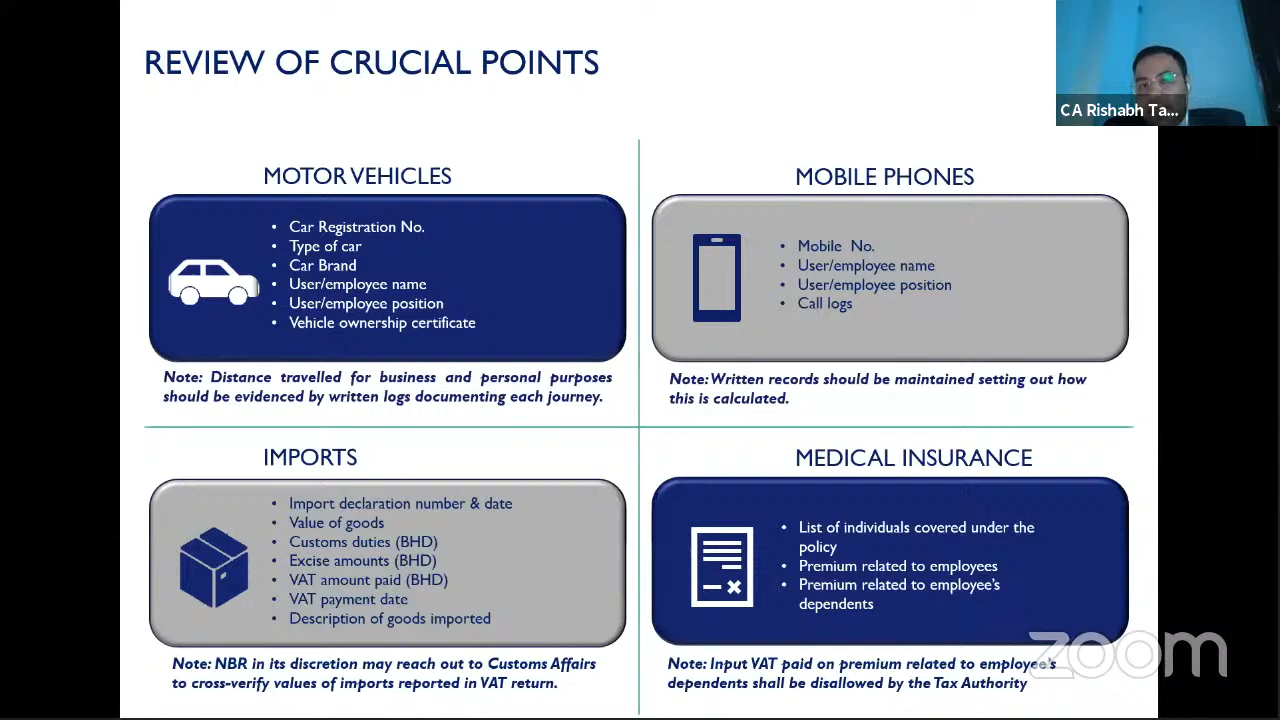 REVIEW OF CRUCIAL POINTS
CA Rishabh Ta...
MOTOR VEHICLES
• Car Registration No.
• Type of car
• Car Brand
• User/employee name
• User/employee position
• Vehicle ownership certificate
Note: Distance travelled for business and personal purposes
should be evidenced by written logs documenting each journey.
MOBILE PHONES
• Mobile No.
• User/employee name
• User/employee position
• Call logs
Note: Written records should be maintained setting out how
this is calculated.
IMPORTS
• Import declaration number & date
• Value of goods
• Customs duties (BHD)
• Excise amounts (BHD)
• VAT amount paid (BHD)
• VAT payment date
• Description of goods imported
Note: NBR in its discretion may reach out to Customs Affairs
to cross-verify values of imports reported in VAT return.
MEDICAL INSURANCE
• List of individuals covered under the
policy
• Premium related to employees
• Premium related to employee's
dependents
Note: Input VAT paid on premium related to employee's
dependents shall be disallowed by the Tax Authority
zoom